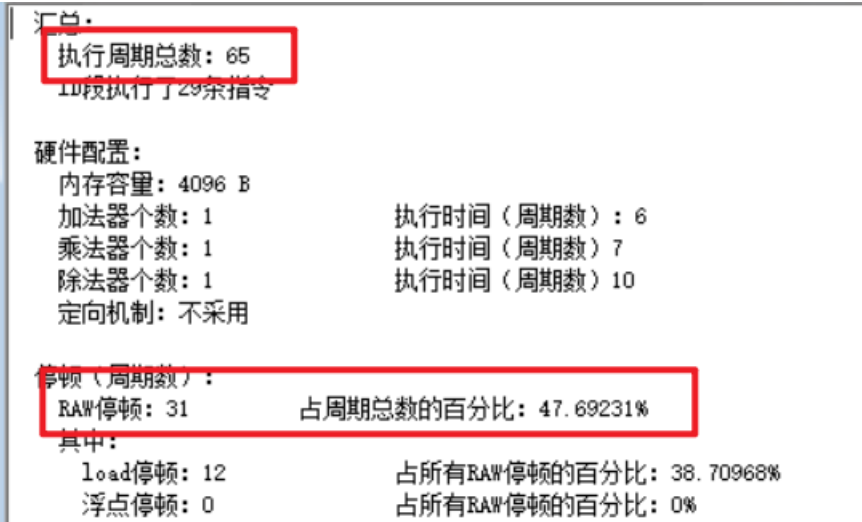 汇总:
执行周期总数: 65
ID段执行了29条指令
硬件配置:
内存容量: 4096 B
加法器个数: 1 执行时间(周期数): 6
乘法器个数: 1 执行时间(周期数) 7
除法器个数: 1 执行时间(周期数) 10
定向机制: 不采用
停顿(周期数):
RAW停顿: 31 占周期总数的百分比: 47.69231%
其中:
load停顿: 12 占所有RAW停顿的百分比: 38.70968%
浮点停顿: 0 占所有RAW停顿的百分比: 0%